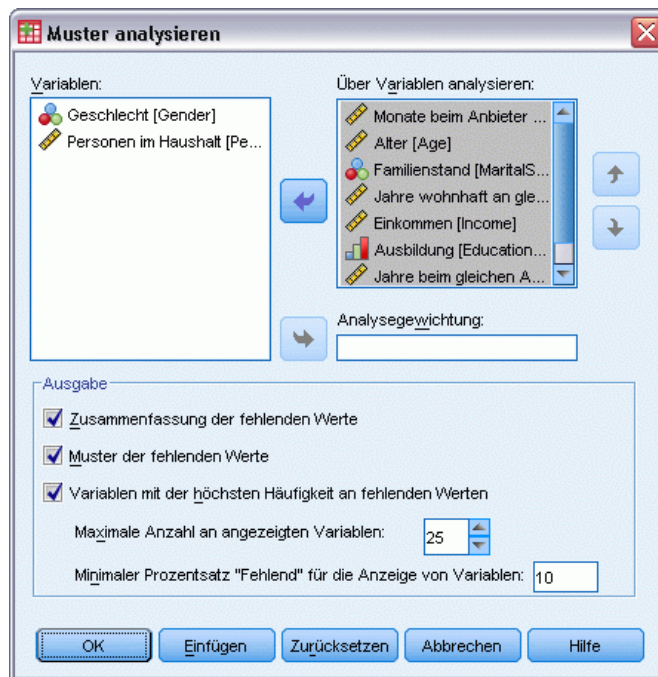 Muster analysieren
Variablen:
Geschlecht [Gender]
Personen im Haushalt [Pe...
Über Variablen analysieren:
Monate beim Anbieter ...
Alter [Age]
Familienstand [MaritalS...
Jahre wohnhaft an gle...
Einkommen [Income]
Ausbildung [Education...
Jahre beim gleichen A...
Analysegewichtung:
Ausgabe
Zusammenfassung der fehlenden Werte
Muster der fehlenden Werte
Variablen mit der höchsten Häufigkeit an fehlenden Werten
Maximale Anzahl an angezeigten Variablen: 25
Minimaler Prozentsatz "Fehlend" für die Anzeige von Variablen: 10
OK Einfügen Zurücksetzen Abbrechen Hilfe